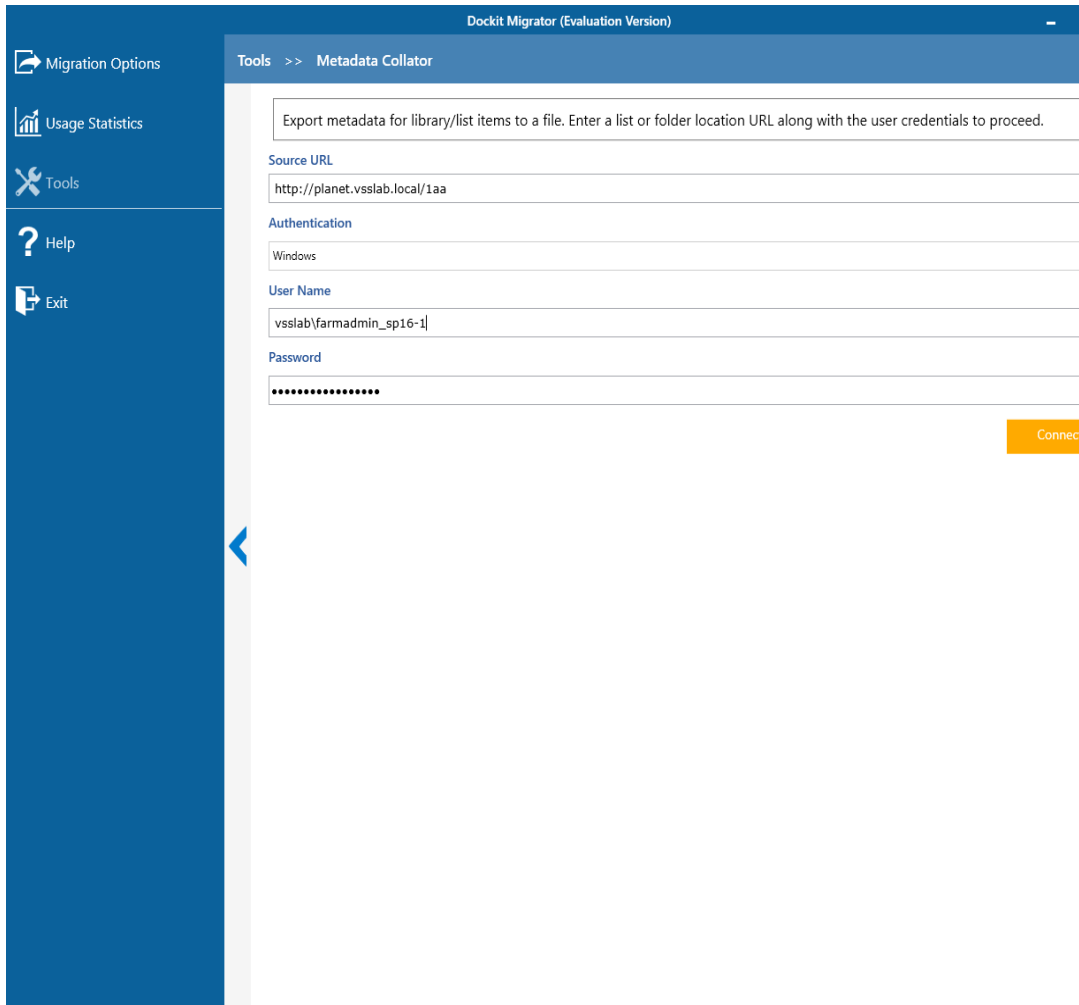 Dockit Migrator (Evaluation Version)
Migration Options
Usage Statistics
Tools
Help
Exit
Tools >> Metadata Collator
Export metadata for library/list items to a file. Enter a list or folder location URL along with the user credentials to proceed.
Source URL
http://planet.vsslab.local/1aa
Authentication
Windows
User Name
vsslab\farmadmin_sp16-1
Password
•••••••••••••••••
Connec